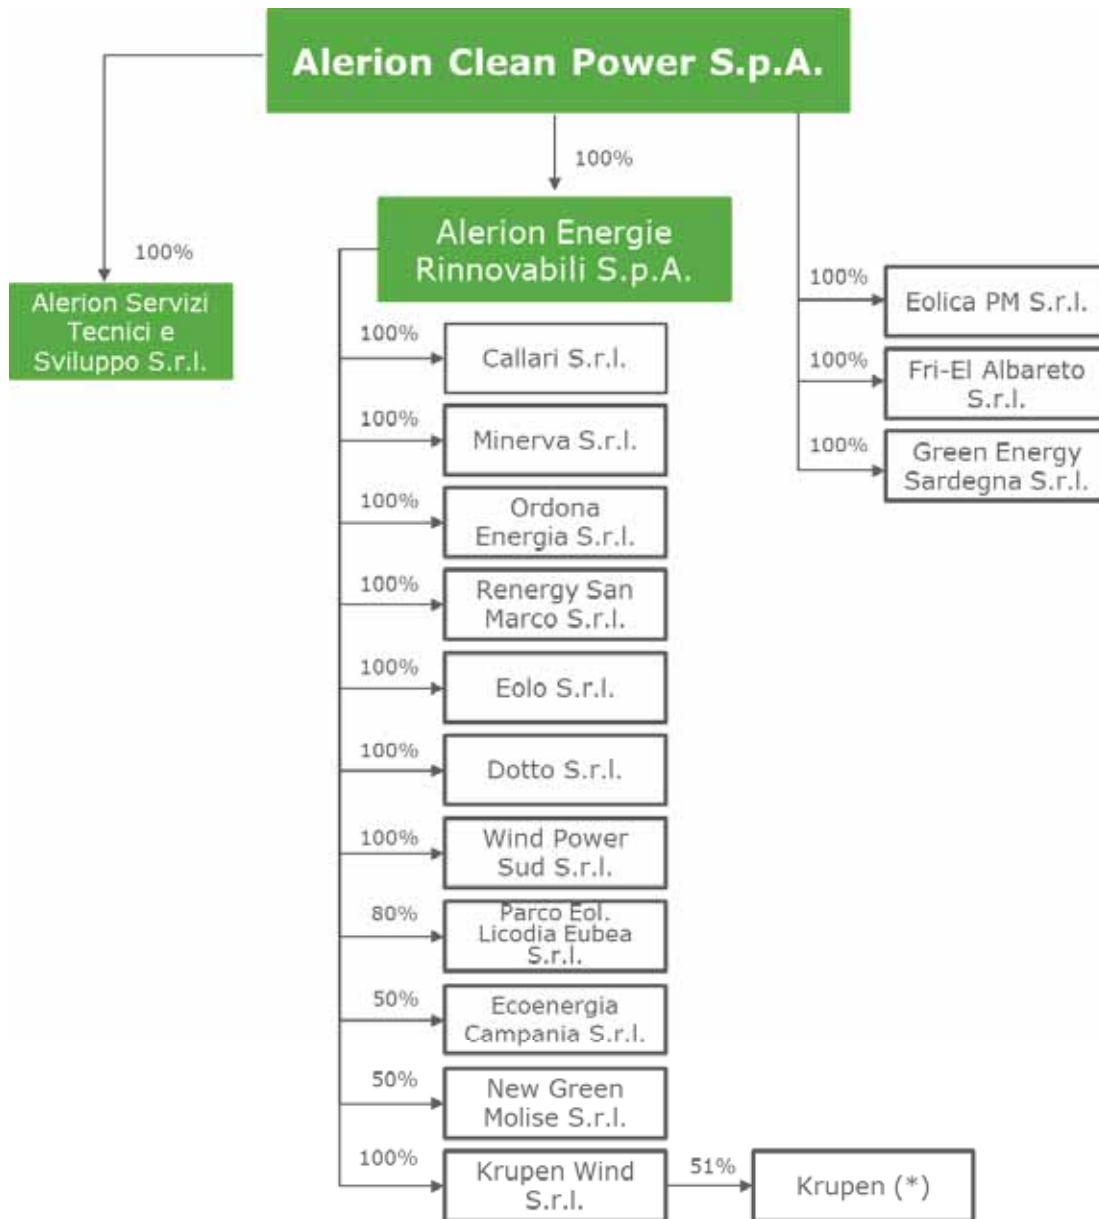 Alerion Clean Power S.p.A.
100%
100%
Alerion Energie
Rinnovabili S.p.A.
Alerion Servizi
Tecnici e
Sviluppo S.r.l.
100%
Callari S.r.l.
100%
Minerva S.r.l.
100%
Ordona
Energia S.r.l.
100%
Renergy San
Marco S.r.l.
100%
Eolo S.r.l.
100%
Dotto S.r.l.
100%
Wind Power
Sud S.r.l.
80%
Parco Eol.
Licodia Eubea
S.r.l.
50%
Ecoenergia
Campania S.r.l.
50%
New Green
Molise S.r.l.
100%
Krupen Wind
S.r.l.
51%
Krupen (*)
100%
Eolica PM S.r.l.
100%
Fri-El Albareto
S.r.l.
100%
Green Energy
Sardegna S.r.l.